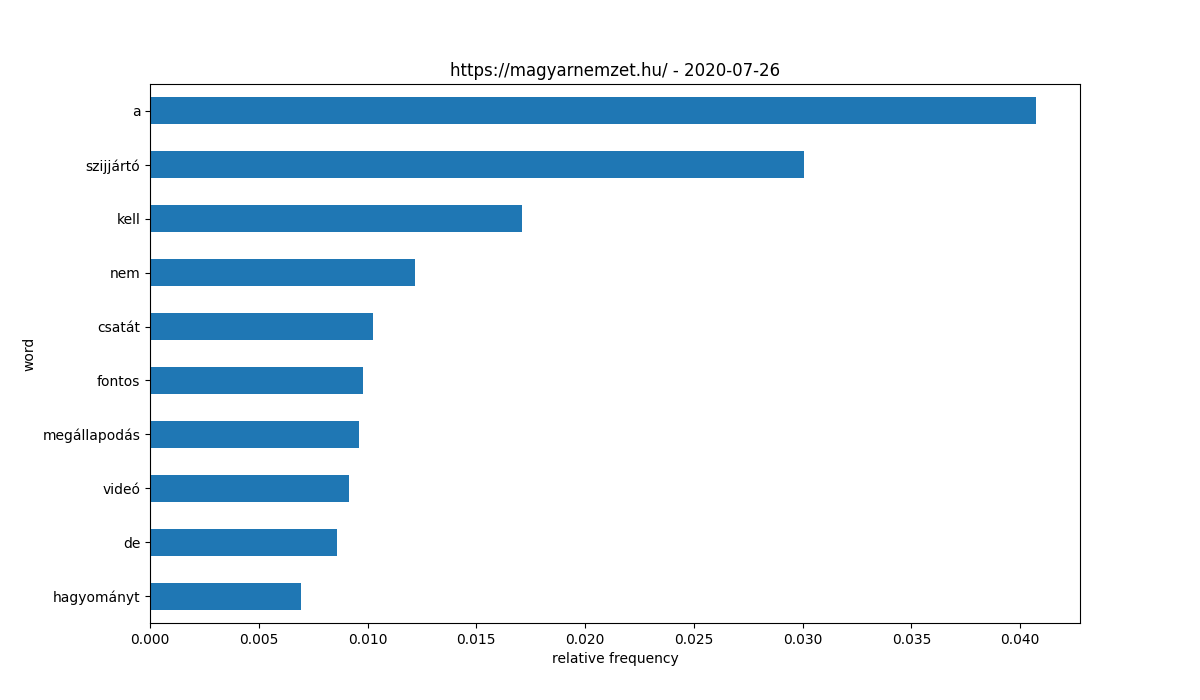 https://magyarnemzet.hu/ - 2020-07-26
a
szijjártó
kell
nem
csatát
fontos
megállapodás
videó
de
hagyományt
word
0.000 0.005 0.010 0.015 0.020 0.025 0.030 0.035 0.040
relative frequency